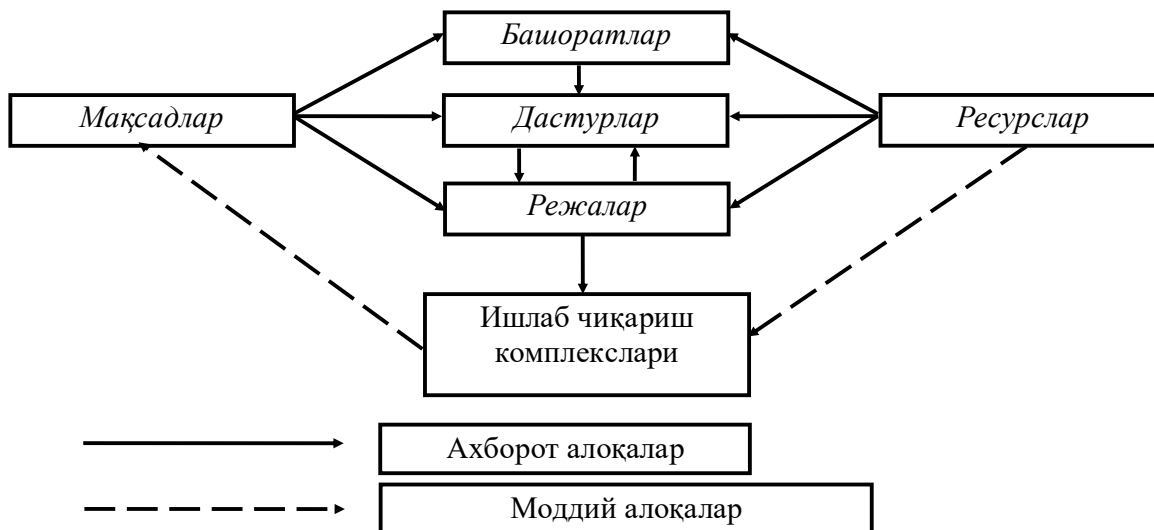 Башоратлар
Мақсадлар
Дастурлар
Ресурслар
Режалар
Ишлаб чиқариш
комплекслари
Ахборот алоқалар
Моддий алоқалар